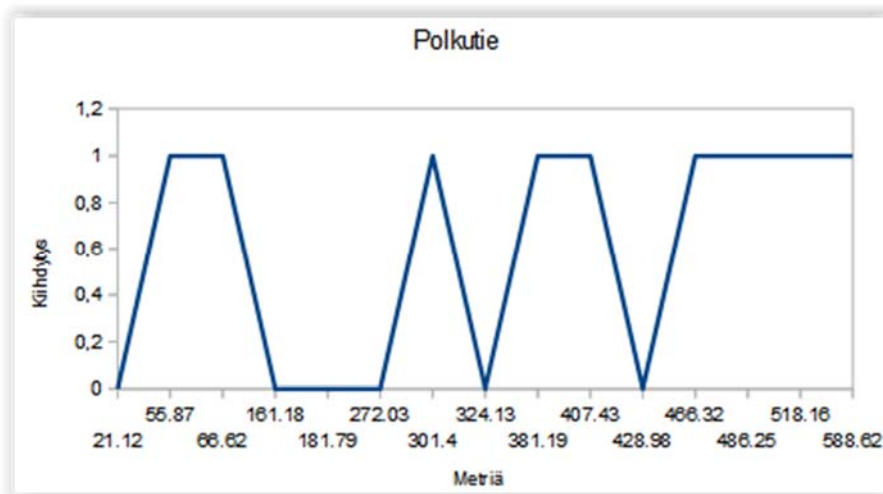 Polkutie
1,2
1
0,8
0,6
0,4
0,2
0
Kiihdytys
55.87 161.18 272.03 324.13 407.43 466.32 518.16
21.12 66.62 181.79 301.4 381.19 428.98 486.25 588.62
Metriä